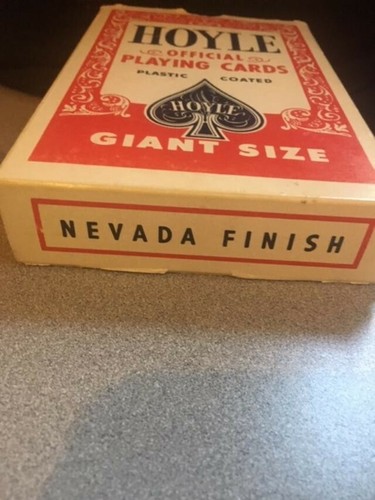 HOYLE
OFFICIAL
PLAYING CARDS
PLASTIC COATED
HOYLE
GIANT SIZE
NEVADA FINISH